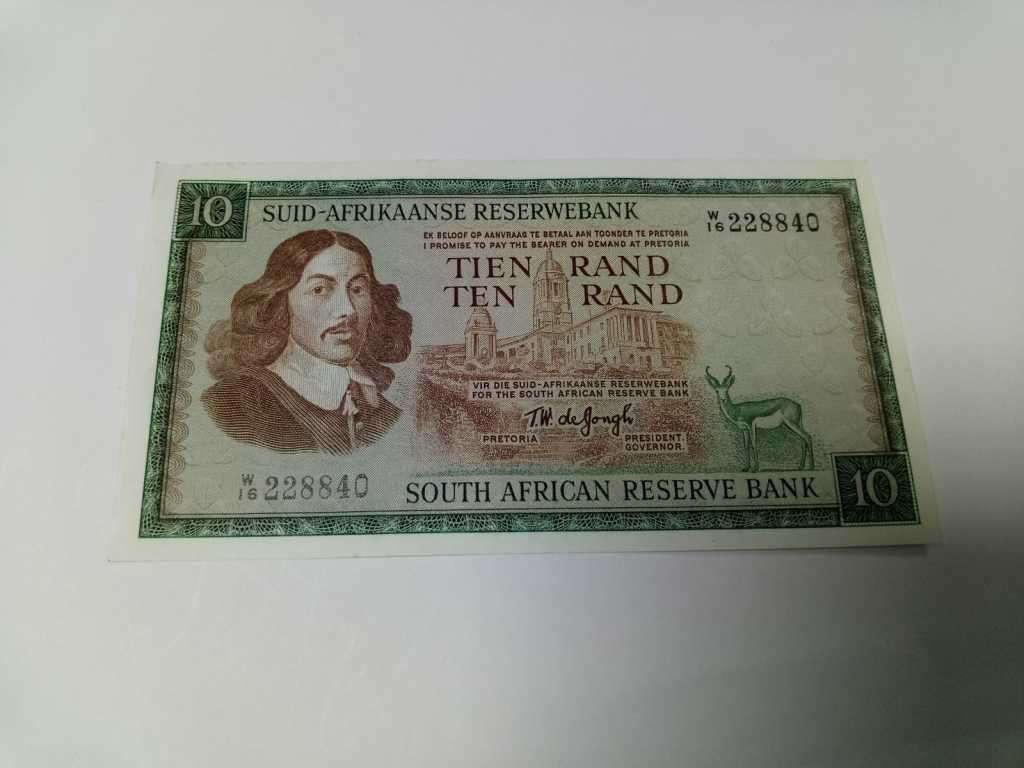 10
SUID-AFRIKAANSE RESERWEBANK
W/16 228840
EK BELOOF OP AANVRAAG TE BETAAL AAN TOONDER TE PRETORIA
I PROMISE TO PAY THE BEARER ON DEMAND AT PRETORIA
TIEN RAND
TEN RAND
VIR DIE SUID-AFRIKAANSE RESERWEBANK
FOR THE SOUTH AFRICAN RESERVE BANK
T.W. de Jongh
PRETORIA
PRESIDENT.
GOVERNOR.
W/16 228840
SOUTH AFRICAN RESERVE BANK
10